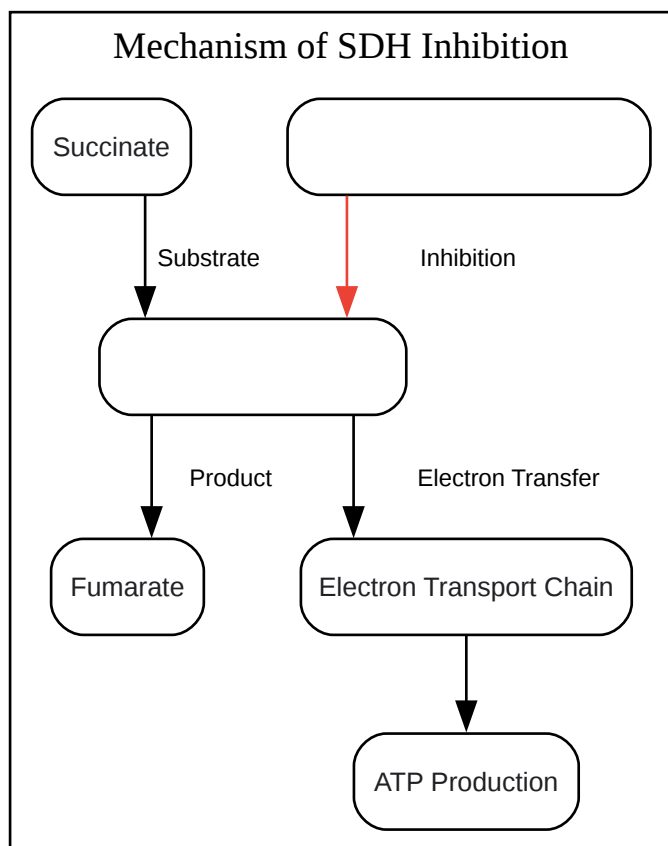 Mechanism of SDH Inhibition
Succinate
Substrate
Inhibition
Product
Electron Transfer
Fumarate
Electron Transport Chain
ATP Production